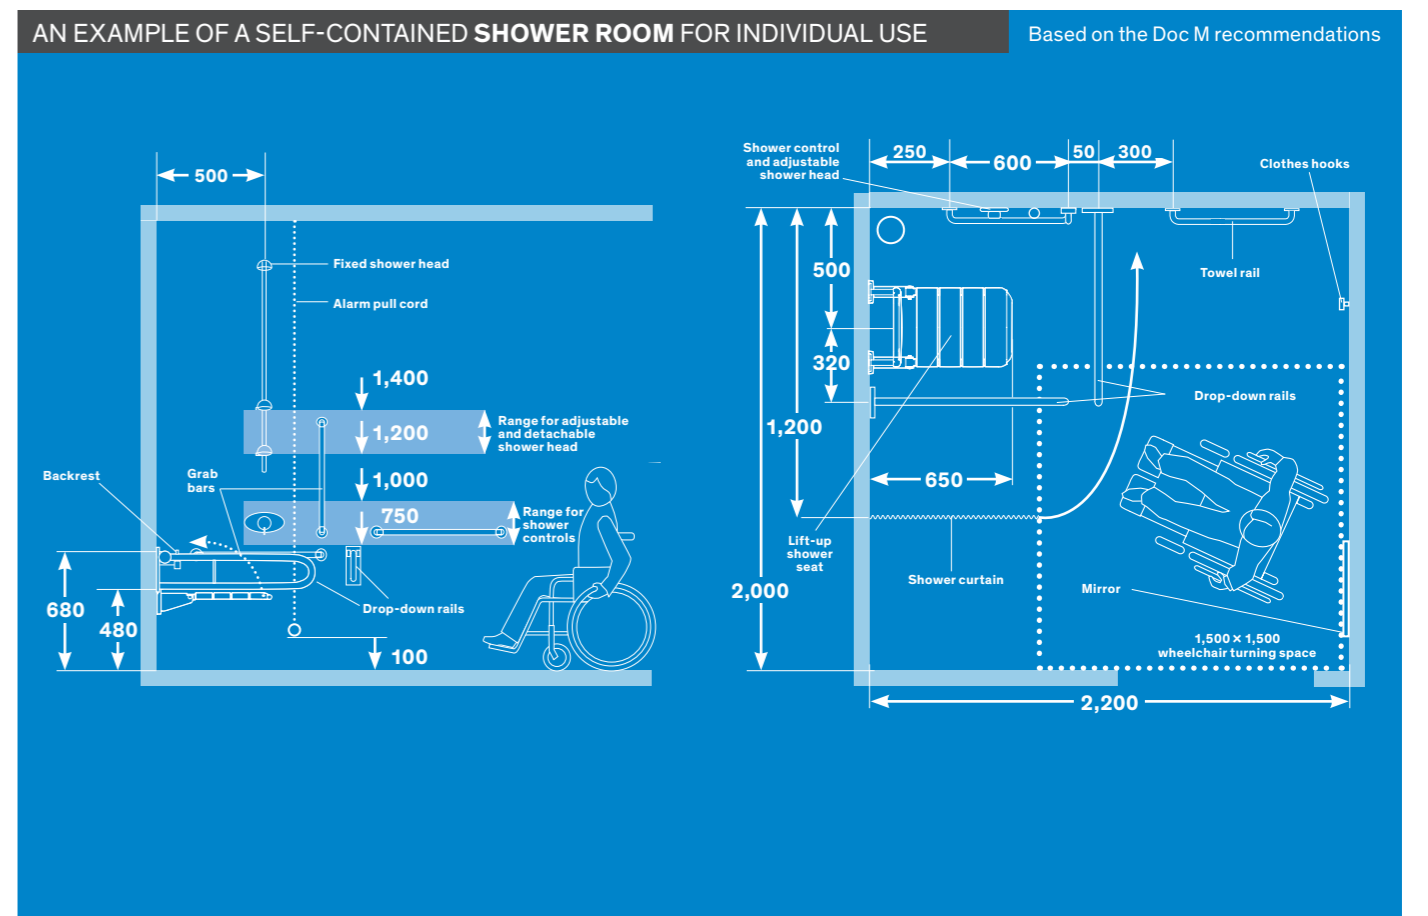 AN EXAMPLE OF A SELF-CONTAINED SHOWER ROOM FOR INDIVIDUAL USE
Based on the Doc M recommendations
500
Fixed shower head
Alarm pull cord
1,400
1,200
Range for adjustable
and detachable
shower head
1,000
750
Range for
shower
controls
Backrest
Grab
bars
680
480
Drop-down rails
100
Shower control
and adjustable
shower head
250
600
50
300
Clothes hooks
500
Towel rail
320
Drop-down rails
1,200
650
Lift-up
shower
seat
Shower curtain
2,000
Mirror
1,500 × 1,500
wheelchair turning space
2,200